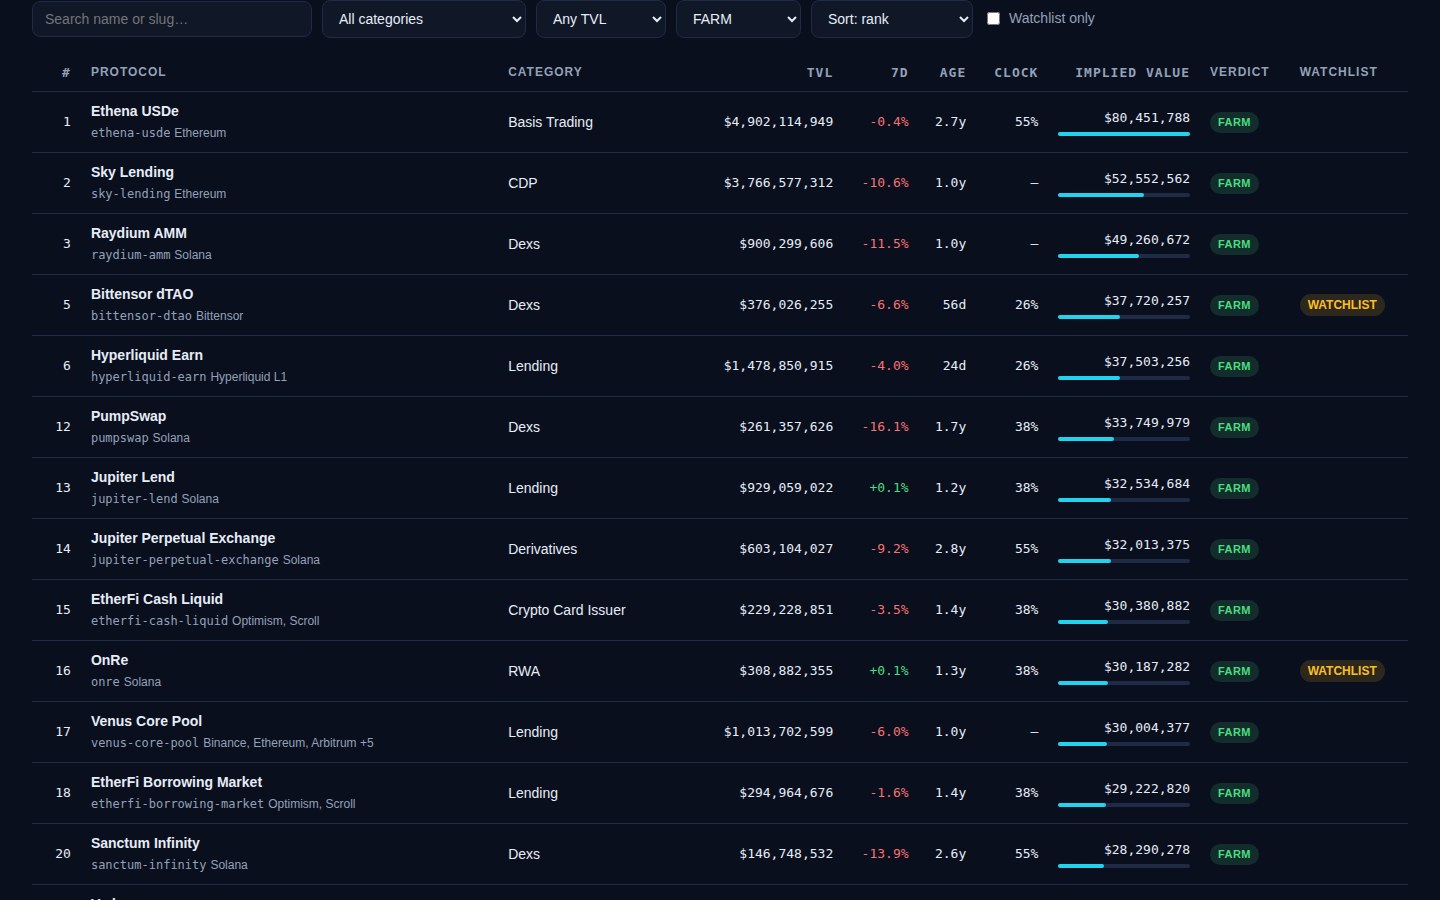 Search name or slug… All categories Any TVL FARM Sort: rank Watchlist only
# PROTOCOL CATEGORY TVL 7D AGE CLOCK IMPLIED VALUE VERDICT WATCHLIST
1 Ethena USDe Basis Trading $4,902,114,949 -0.4% 2.7y 55% $80,451,788 FARM
ethena-usde Ethereum
2 Sky Lending CDP $3,766,577,312 -10.6% 1.0y – $52,552,562 FARM
sky-lending Ethereum
3 Raydium AMM Dexs $900,299,606 -11.5% 1.0y – $49,260,672 FARM
raydium-amm Solana
5 Bittensor dTAO Dexs $376,026,255 -6.6% 56d 26% $37,720,257 FARM WATCHLIST
bittensor-dtao Bittensor
6 Hyperliquid Earn Lending $1,478,850,915 -4.0% 24d 26% $37,503,256 FARM
hyperliquid-earn Hyperliquid L1
12 PumpSwap Dexs $261,357,626 -16.1% 1.7y 38% $33,749,979 FARM
pumpswap Solana
13 Jupiter Lend Lending $929,059,022 +0.1% 1.2y 38% $32,534,684 FARM
jupiter-lend Solana
14 Jupiter Perpetual Exchange Derivatives $603,104,027 -9.2% 2.8y 55% $32,013,375 FARM
jupiter-perpetual-exchange Solana
15 EtherFi Cash Liquid Crypto Card Issuer $229,228,851 -3.5% 1.4y 38% $30,380,882 FARM
etherfi-cash-liquid Optimism, Scroll
16 OnRe RWA $308,882,355 +0.1% 1.3y 38% $30,187,282 FARM WATCHLIST
onre Solana
17 Venus Core Pool Lending $1,013,702,599 -6.0% 1.0y – $30,004,377 FARM
venus-core-pool Binance, Ethereum, Arbitrum +5
18 EtherFi Borrowing Market Lending $294,964,676 -1.6% 1.4y 38% $29,222,820 FARM
etherfi-borrowing-market Optimism, Scroll
20 Sanctum Infinity Dexs $146,748,532 -13.9% 2.6y 55% $28,290,278 FARM
sanctum-infinity Solana